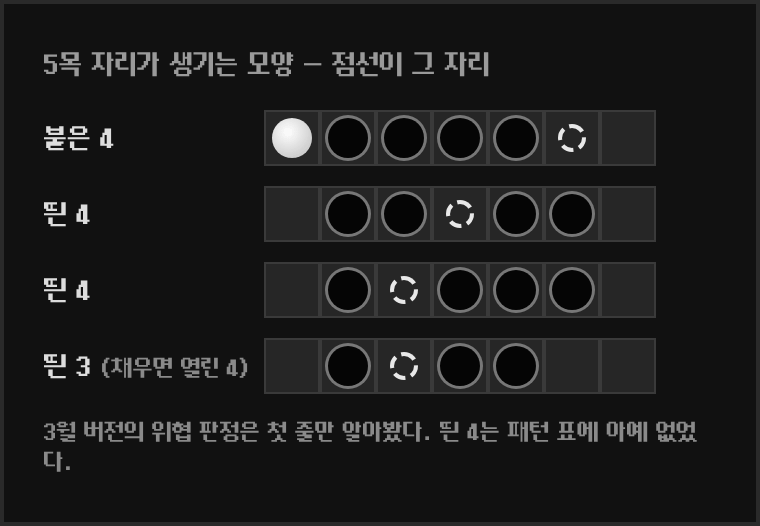 5목 자리가 생기는 모양 – 점선이 그 자리
붙은 4
띈 4
띈 4
띈 3 (채우면 열린 4)
3월 버전의 위협 판정은 첫 줄만 알아봤다. 띈 4는 패턴 표에 아예 없었
다.